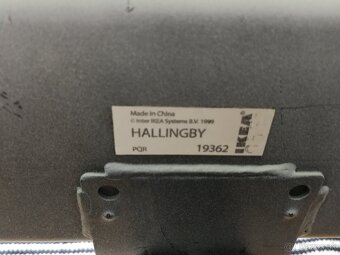 Made in China
© Inter IKEA Systems B.V. 1999
HALLINGBY
PQR 19362
IKEA